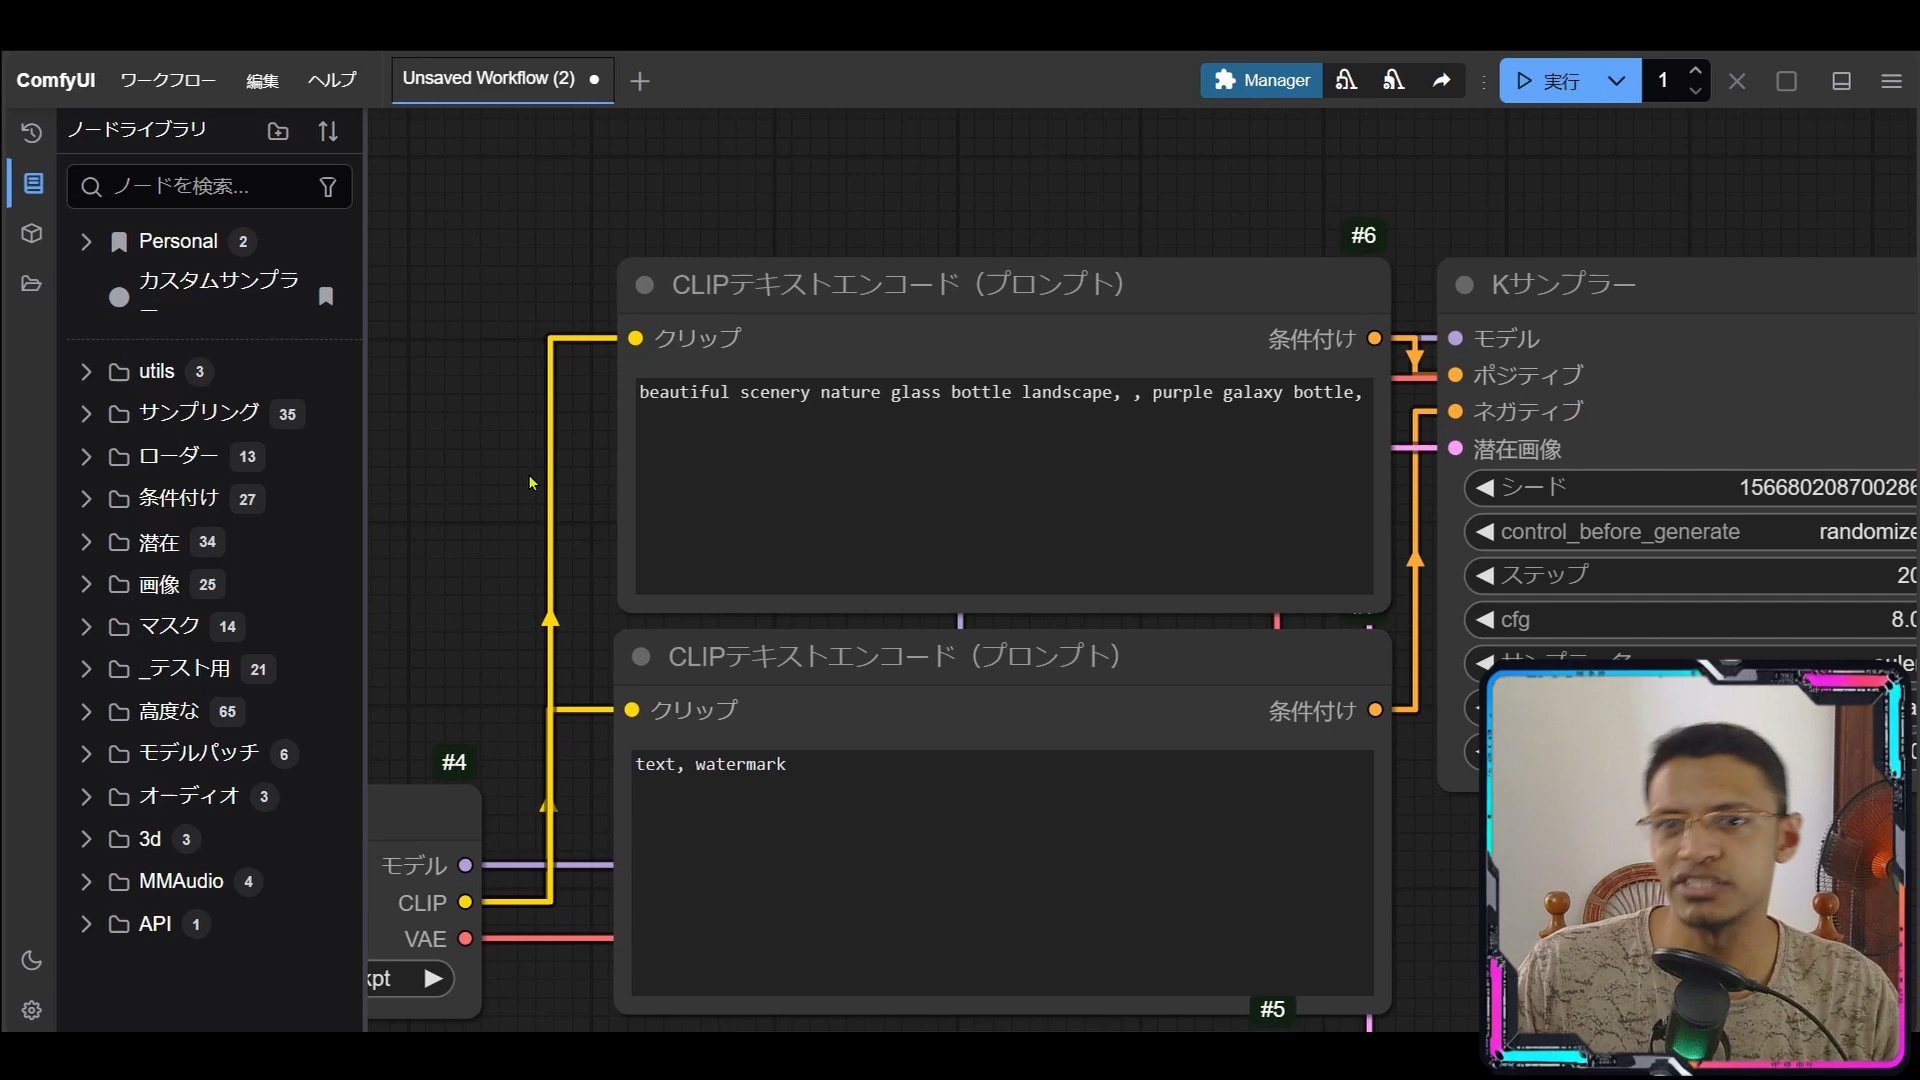 ComfyUI ワークフロー 編集 ヘルプ Unsaved Workflow (2) Manager 実行 1
ノードライブラリ
ノードを検索...
Personal 2
カスタムサンプラ
ー
utils 3
サンプリング 35
ローダー 13
条件付け 27
潜在 34
画像 25
マスク 14
_テスト用 21
高度な 65
モデルパッチ 6
オーディオ 3
3d 3
MMAudio 4
API 1
#4
モデル
CLIP
VAE
#6
CLIPテキストエンコード（プロンプト）
クリップ 条件付け
beautiful scenery nature glass bottle landscape, , purple galaxy bottle,
CLIPテキストエンコード（プロンプト）
クリップ 条件付け
text, watermark
#5
Kサンプラー
モデル
ポジティブ
ネガティブ
潜在画像
シード 156680208700286
control_before_generate randomize
ステップ 20
cfg 8.0